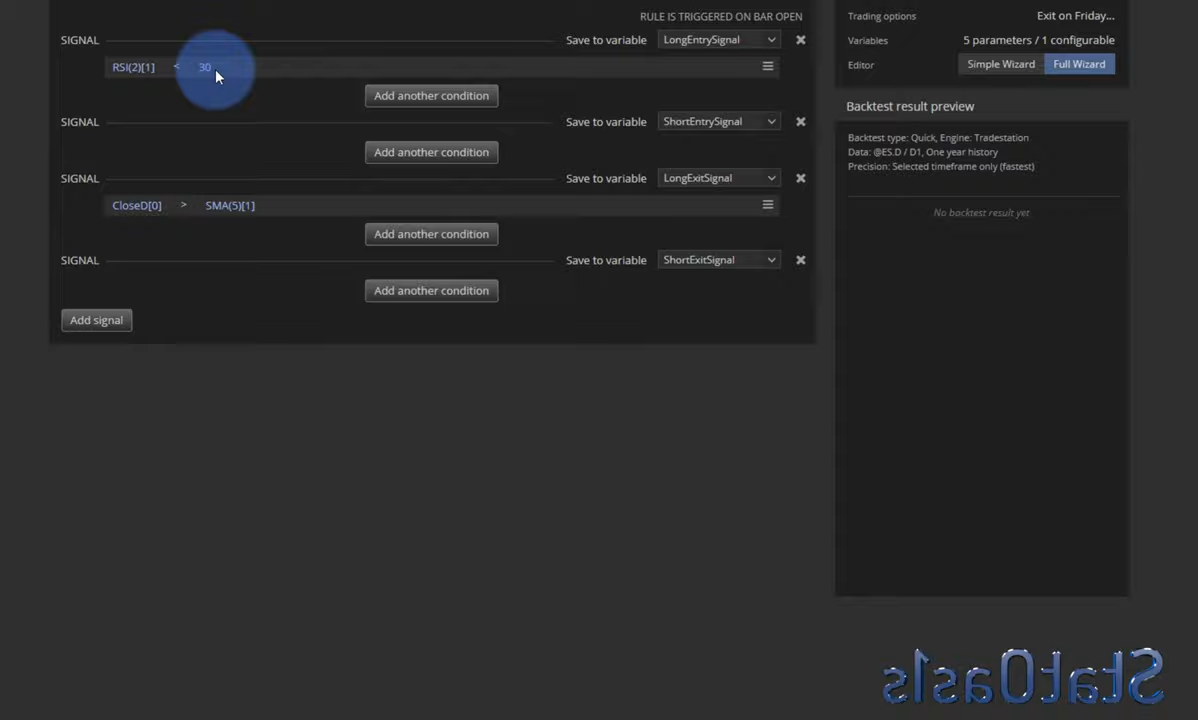 RULE IS TRIGGERED ON BAR OPEN
SIGNAL Save to variable LongEntrySignal
RSI(2)[1] < 30
Add another condition
SIGNAL Save to variable ShortEntrySignal
Add another condition
SIGNAL Save to variable LongExitSignal
CloseD[0] > SMA(5)[1]
Add another condition
SIGNAL Save to variable ShortExitSignal
Add another condition
Add signal
Trading options Exit on Friday...
Variables 5 parameters / 1 configurable
Editor Simple Wizard Full Wizard
Backtest result preview
Backtest type: Quick, Engine: Tradestation
Data: @ES.D / D1, One year history
Precision: Selected timeframe only (fastest)
No backtest result yet
StatOas1s